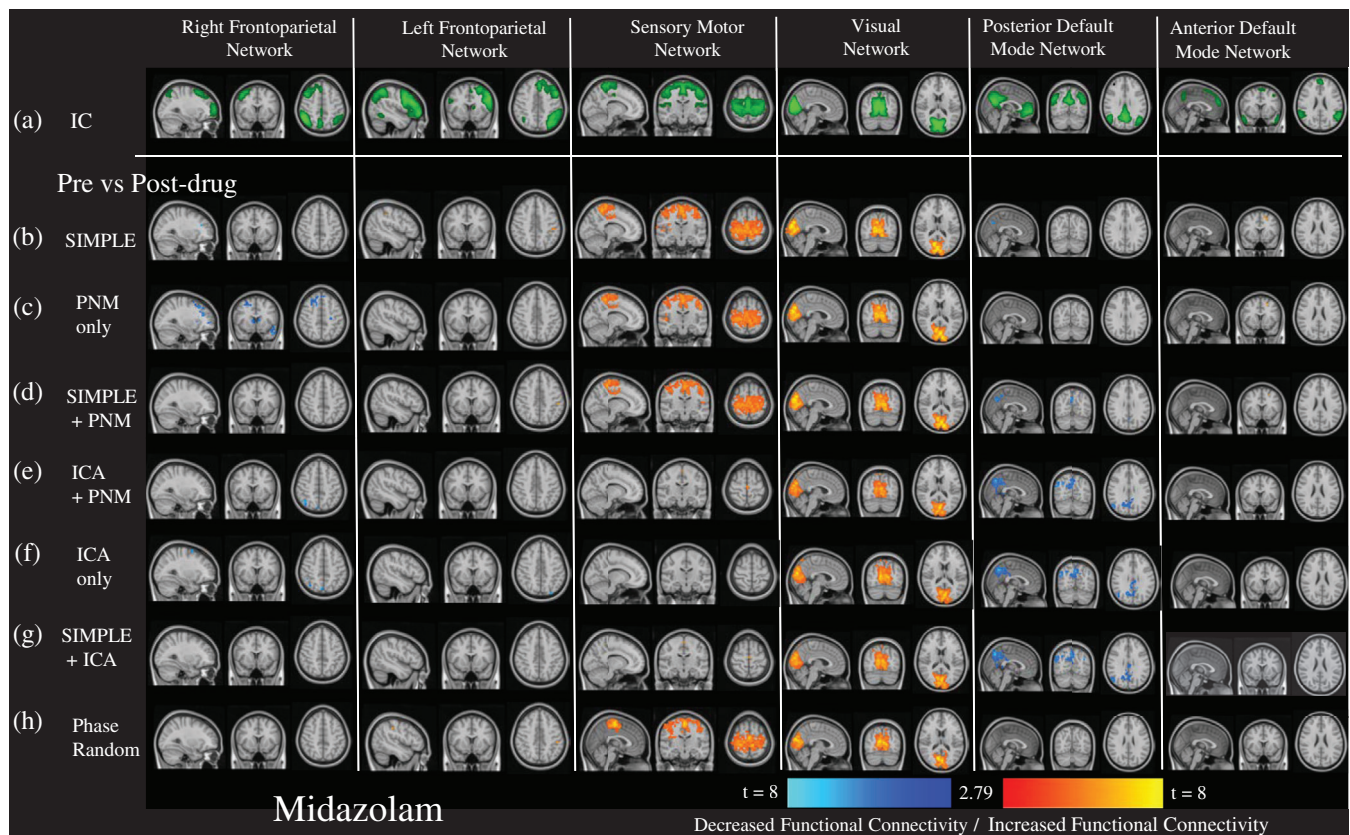 Right Frontoparietal Network
Left Frontoparietal Network
Sensory Motor Network
Visual Network
Posterior Default Mode Network
Anterior Default Mode Network
(a) IC
Pre vs Post-drug
(b) SIMPLE
(c) PNM only
(d) SIMPLE + PNM
(e) ICA + PNM
(f) ICA only
(g) SIMPLE + ICA
(h) Phase Random
Midazolam
t = 8 2.79 t = 8
Decreased Functional Connectivity / Increased Functional Connectivity